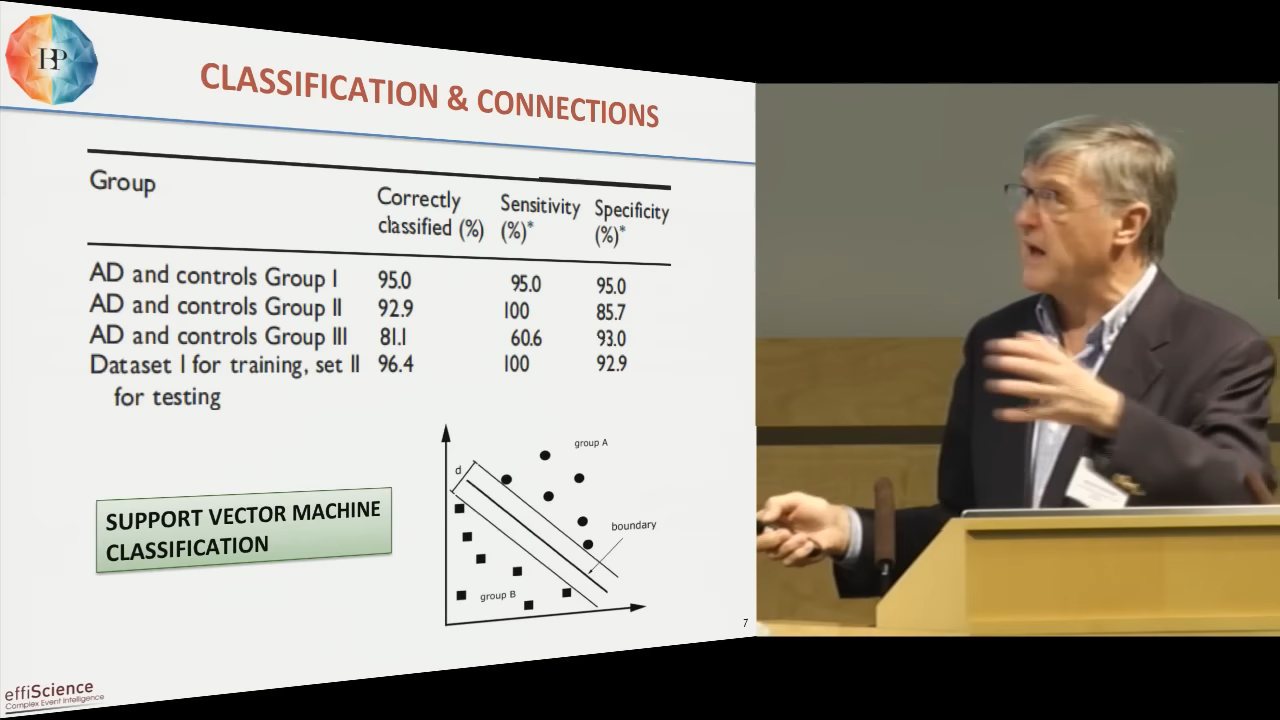 HP
CLASSIFICATION & CONNECTIONS
Group
Correctly
classified (%)
Sensitivity
(%)*
Specificity
(%)*
AD and controls Group I 95.0 95.0 95.0
AD and controls Group II 92.9 100 85.7
AD and controls Group III 81.1 60.6 93.0
Dataset I for training, set II 96.4 100 92.9
for testing
SUPPORT VECTOR MACHINE
CLASSIFICATION
group A
d
boundary
group B
7
effiScience
Complex Event Intelligence